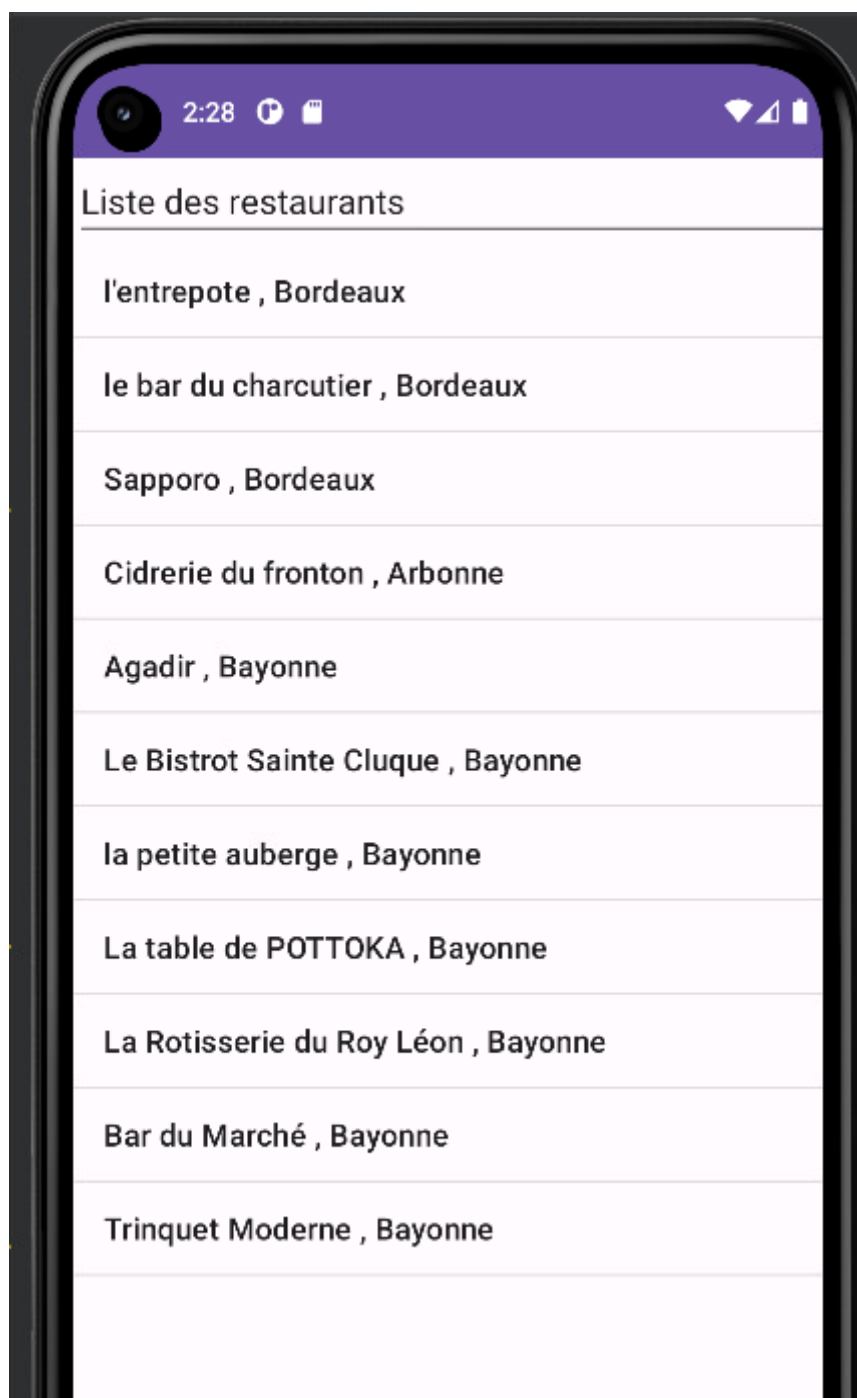 2:28
Liste des restaurants
l'entrepote , Bordeaux
le bar du charcutier , Bordeaux
Sapporo , Bordeaux
Cidrerie du fronton , Arbonne
Agadir , Bayonne
Le Bistrot Sainte Cluque , Bayonne
la petite auberge , Bayonne
La table de POTTOKA , Bayonne
La Rotisserie du Roy Léon , Bayonne
Bar du Marché , Bayonne
Trinquet Moderne , Bayonne